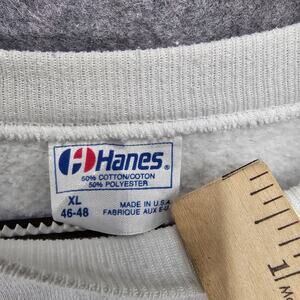 Hanes®
50% COTTON/COTON
50% POLYESTER
XL
46-48
MADE IN U.S.A.
FABRIQUE AUX E-U
1